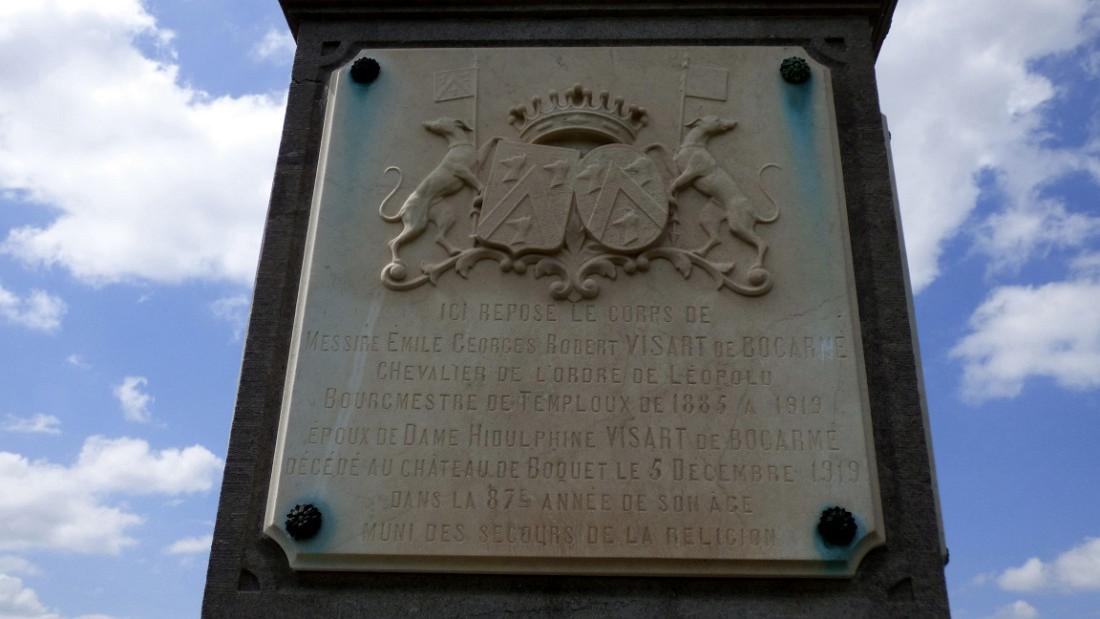 ICI REPOSE LE CORPS DE
MESSIRE ÉMILE GEORGES ROBERT VISART DE BOCARMÉ
CHEVALIER DE L'ORDRE DE LÉOPOLD
BOURGMESTRE DE TEMPLOUX DE 1885 A 1919
ÉPOUX DE DAME HIDULPHINE VISART DE BOCARMÉ
DÉCÉDÉ AU CHÂTEAU DE BOQUET LE 5 DÉCEMBRE 1919
DANS LA 87E ANNÉE DE SON ÂGE
MUNI DES SECOURS DE LA RELIGION